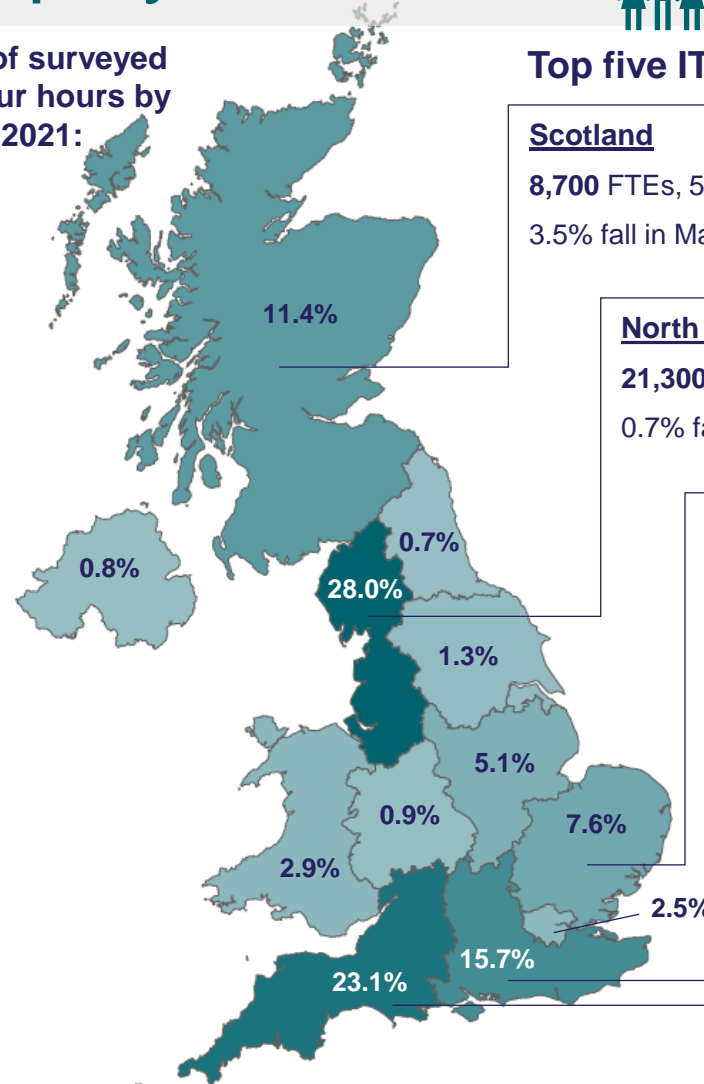 of surveyed
ur hours by
2021:
Top five IT
Scotland
8,700 FTEs, 5
3.5% fall in Ma
11.4%
North
21,300
0.7% fa
0.7%
0.8%
28.0%
1.3%
5.1%
0.9%
7.6%
2.9%
2.5%
15.7%
23.1%